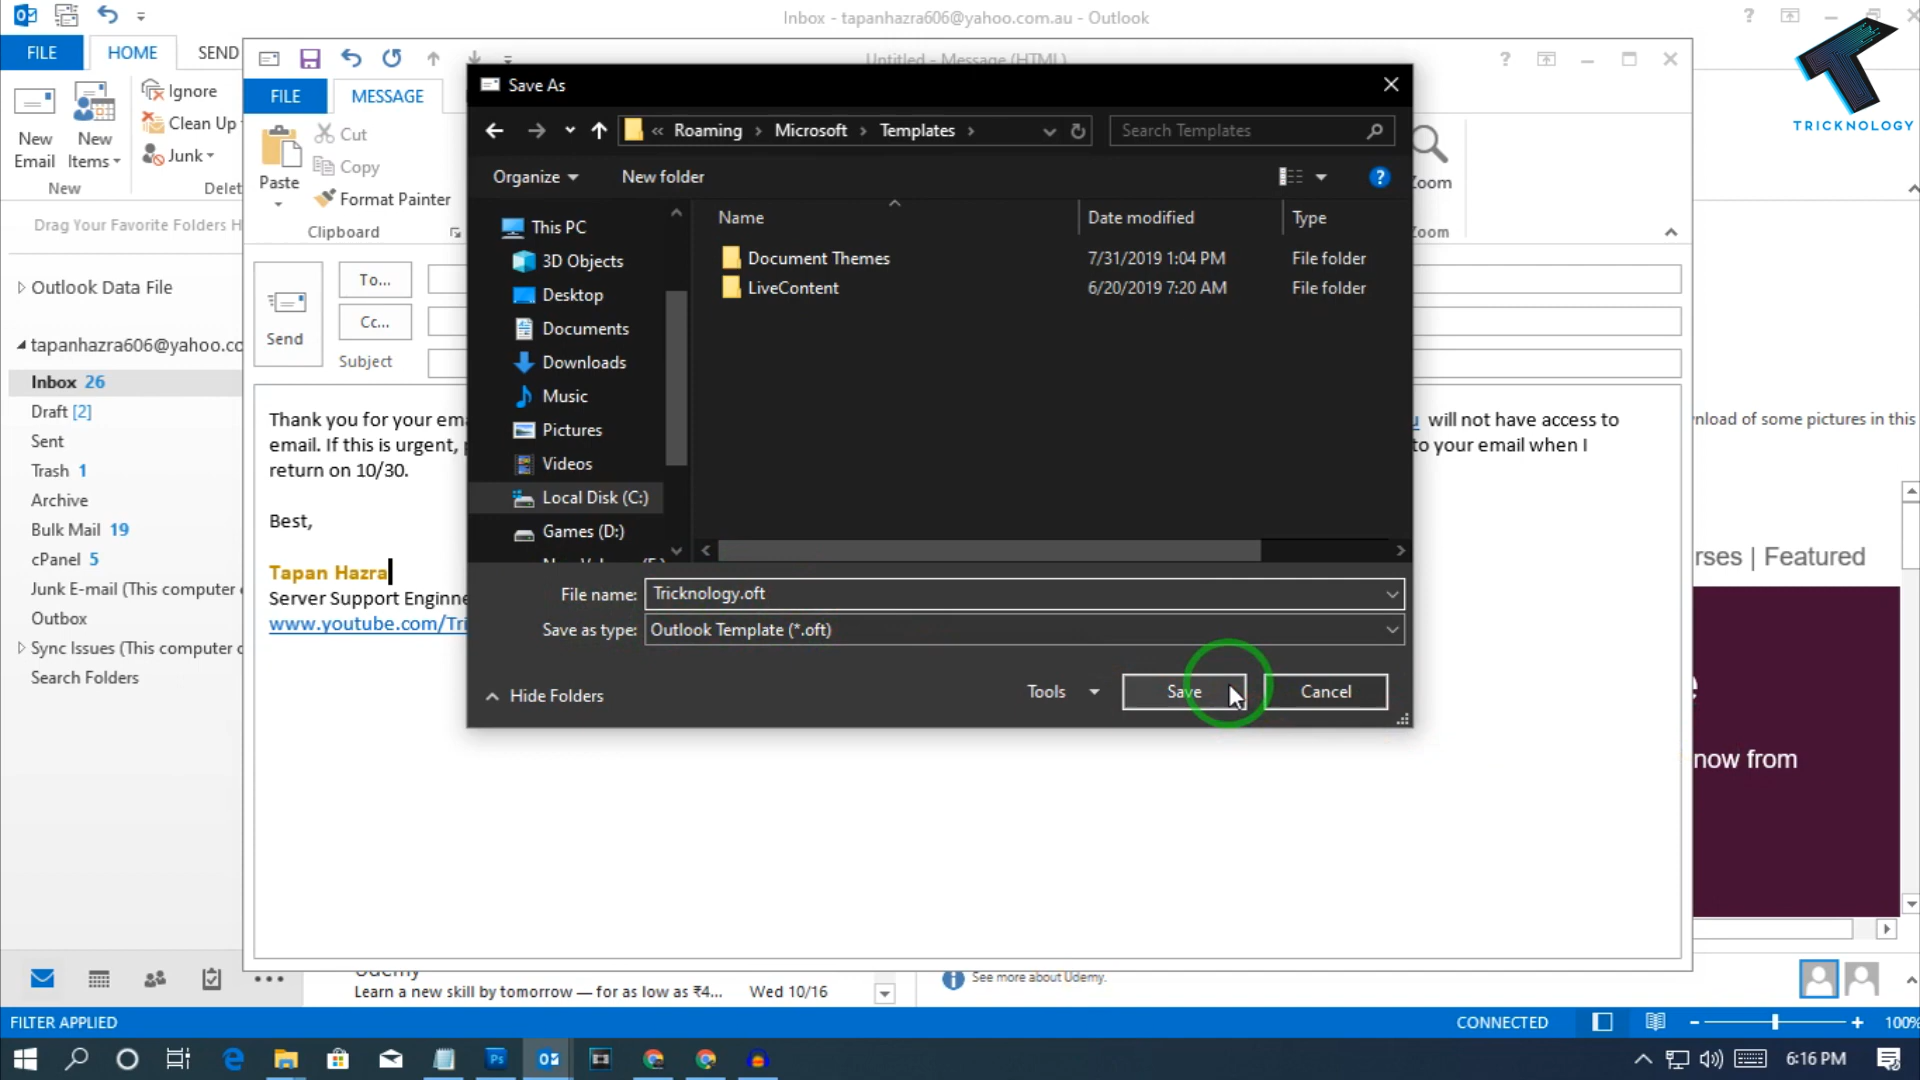 Inbox - tapanhazra606@yahoo.com.au - Outlook
FILE
HOME
SEND
Ignore
Clean Up
Junk
New
Email
New
Items
New
Delet
Drag Your Favorite Folders H
Outlook Data File
tapanhazra606@yahoo.co
Inbox 26
Draft [2]
Sent
Trash 1
Archive
Bulk Mail 19
cPanel 5
Junk E-mail (This computer
Outbox
Sync Issues (This computer
Search Folders
Untitled - Message (HTML)
FILE
MESSAGE
Cut
Copy
Format Painter
Paste
Clipboard
Zoom
Zoom
Send
To...
Cc...
Subject
Thank you for your ema
will not have access to
email. If this is urgent,
to your email when I
return on 10/30.
Best,
Tapan Hazra
Server Support Enginne
www.youtube.com/Tri
Save As
« Roaming › Microsoft › Templates ›
Search Templates
Organize
New folder
This PC
3D Objects
Desktop
Documents
Downloads
Music
Pictures
Videos
Local Disk (C:)
Games (D:)
Name Date modified Type
Document Themes 7/31/2019 1:04 PM File folder
LiveContent 6/20/2019 7:20 AM File folder
File name: Tricknology.oft
Save as type: Outlook Template (*.oft)
Hide Folders
Tools
Save
Cancel
TRICKNOLOGY
nload of some pictures in this
rses | Featured
e
now from
Udemy
Learn a new skill by tomorrow — for as low as ₹4... Wed 10/16
See more about Udemy.
FILTER APPLIED
CONNECTED
100%
6:16 PM